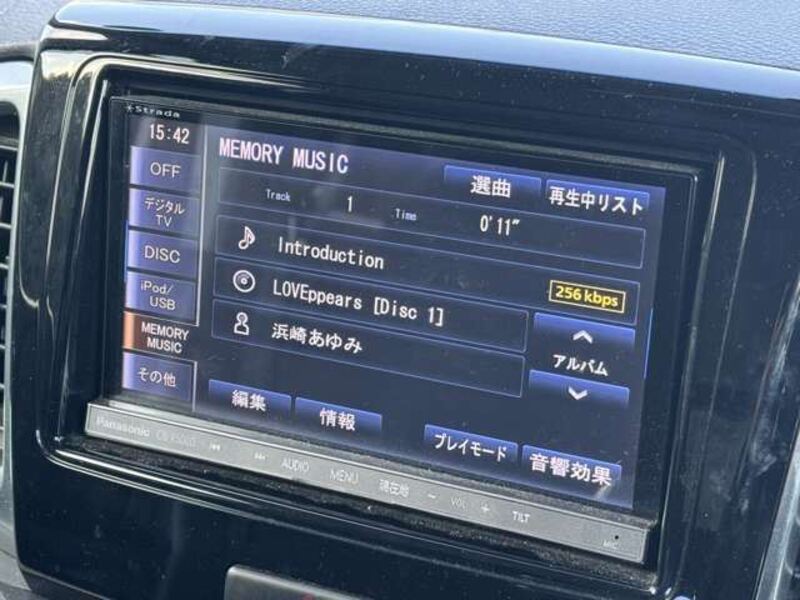 Strada
15:42
MEMORY MUSIC
選曲
再生中リスト
OFF
Track 1 Time 0'11"
デジタル
TV
Introduction
256 kbps
DISC
LOVEppears [Disc 1]
iPod/
USB
浜崎あゆみ
アルバム
MEMORY
MUSIC
その他
編集
情報
プレイモード
音響効果
Panasonic
AUDIO
MENU
現在地
- VOL +
TILT
MIC